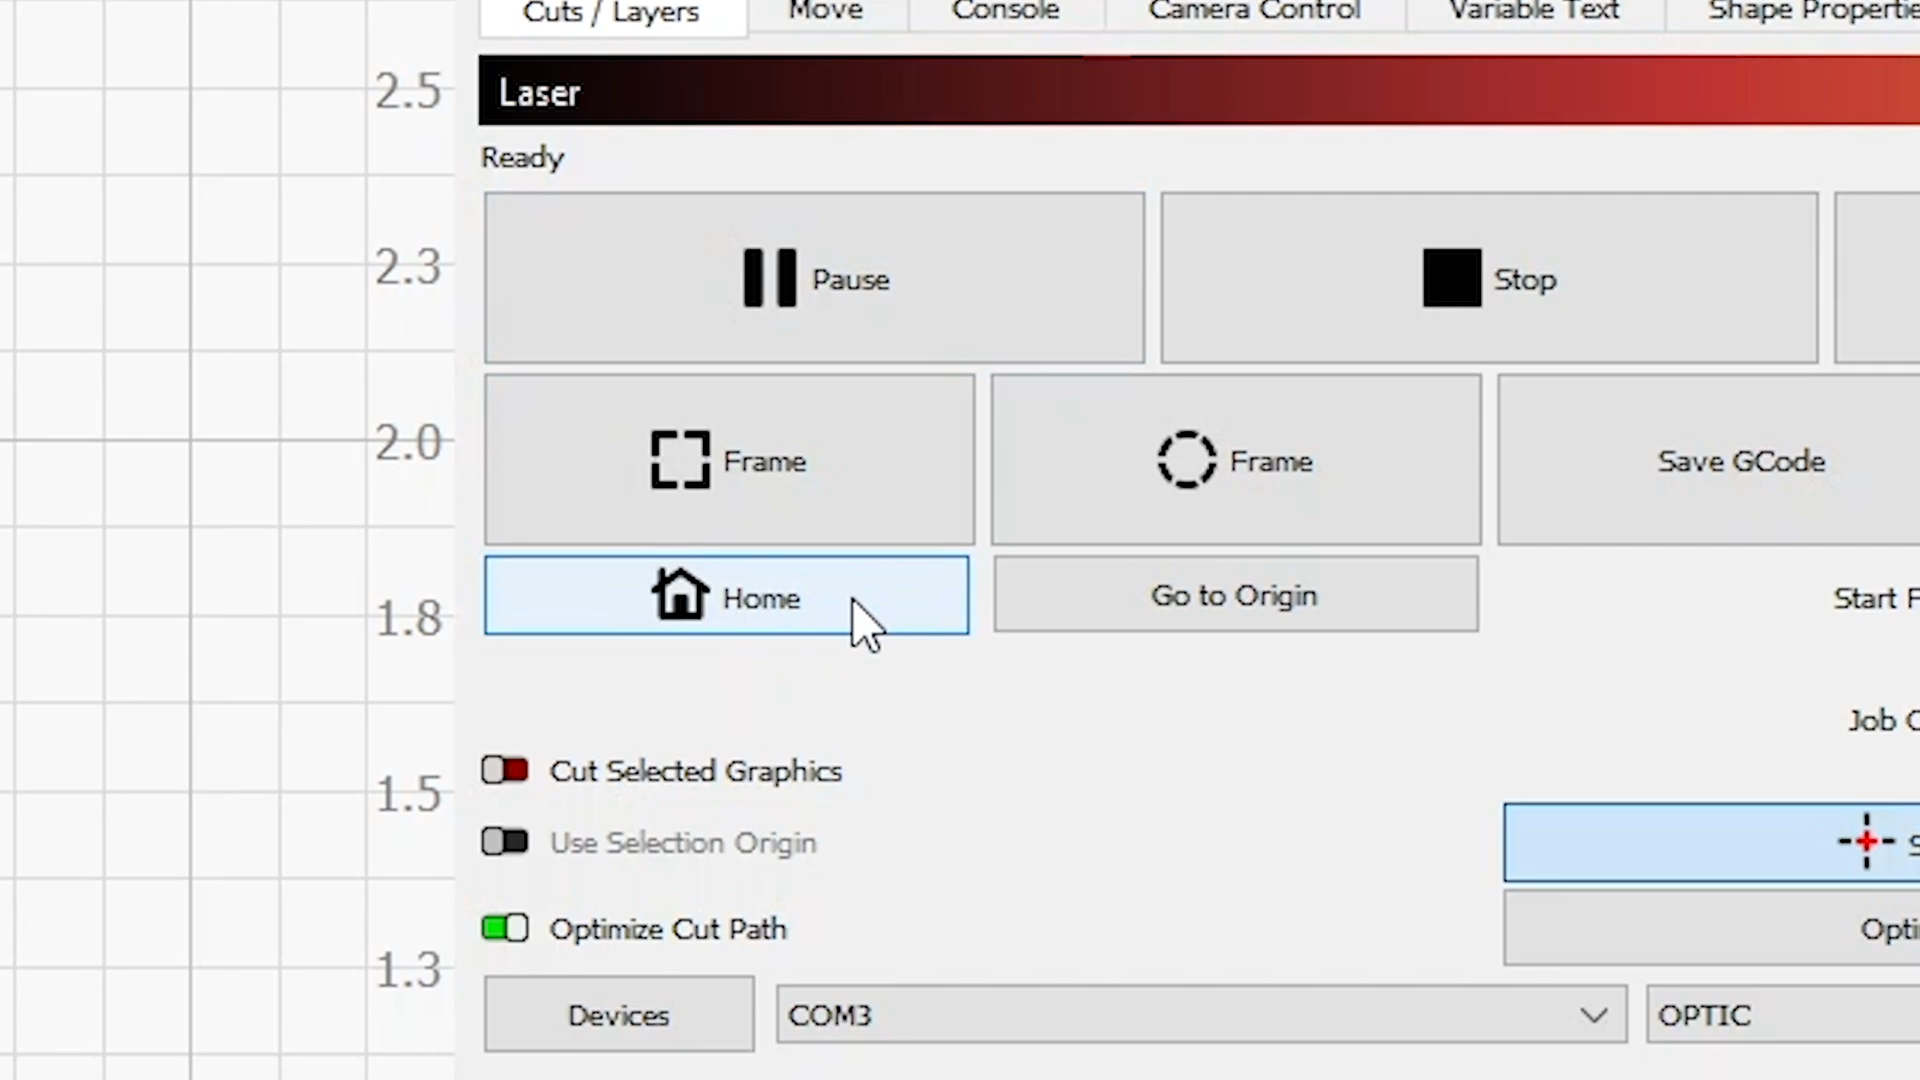 Cuts / Layers Move Console Camera Control Variable Text Shape
Laser
Ready
Pause Stop
Frame Frame Save GCode
Home Go to Origin Start
Job
Cut Selected Graphics
Use Selection Origin
Optimize Cut Path
Devices COM3 OPTIC
2.5
2.3
2.0
1.8
1.5
1.3